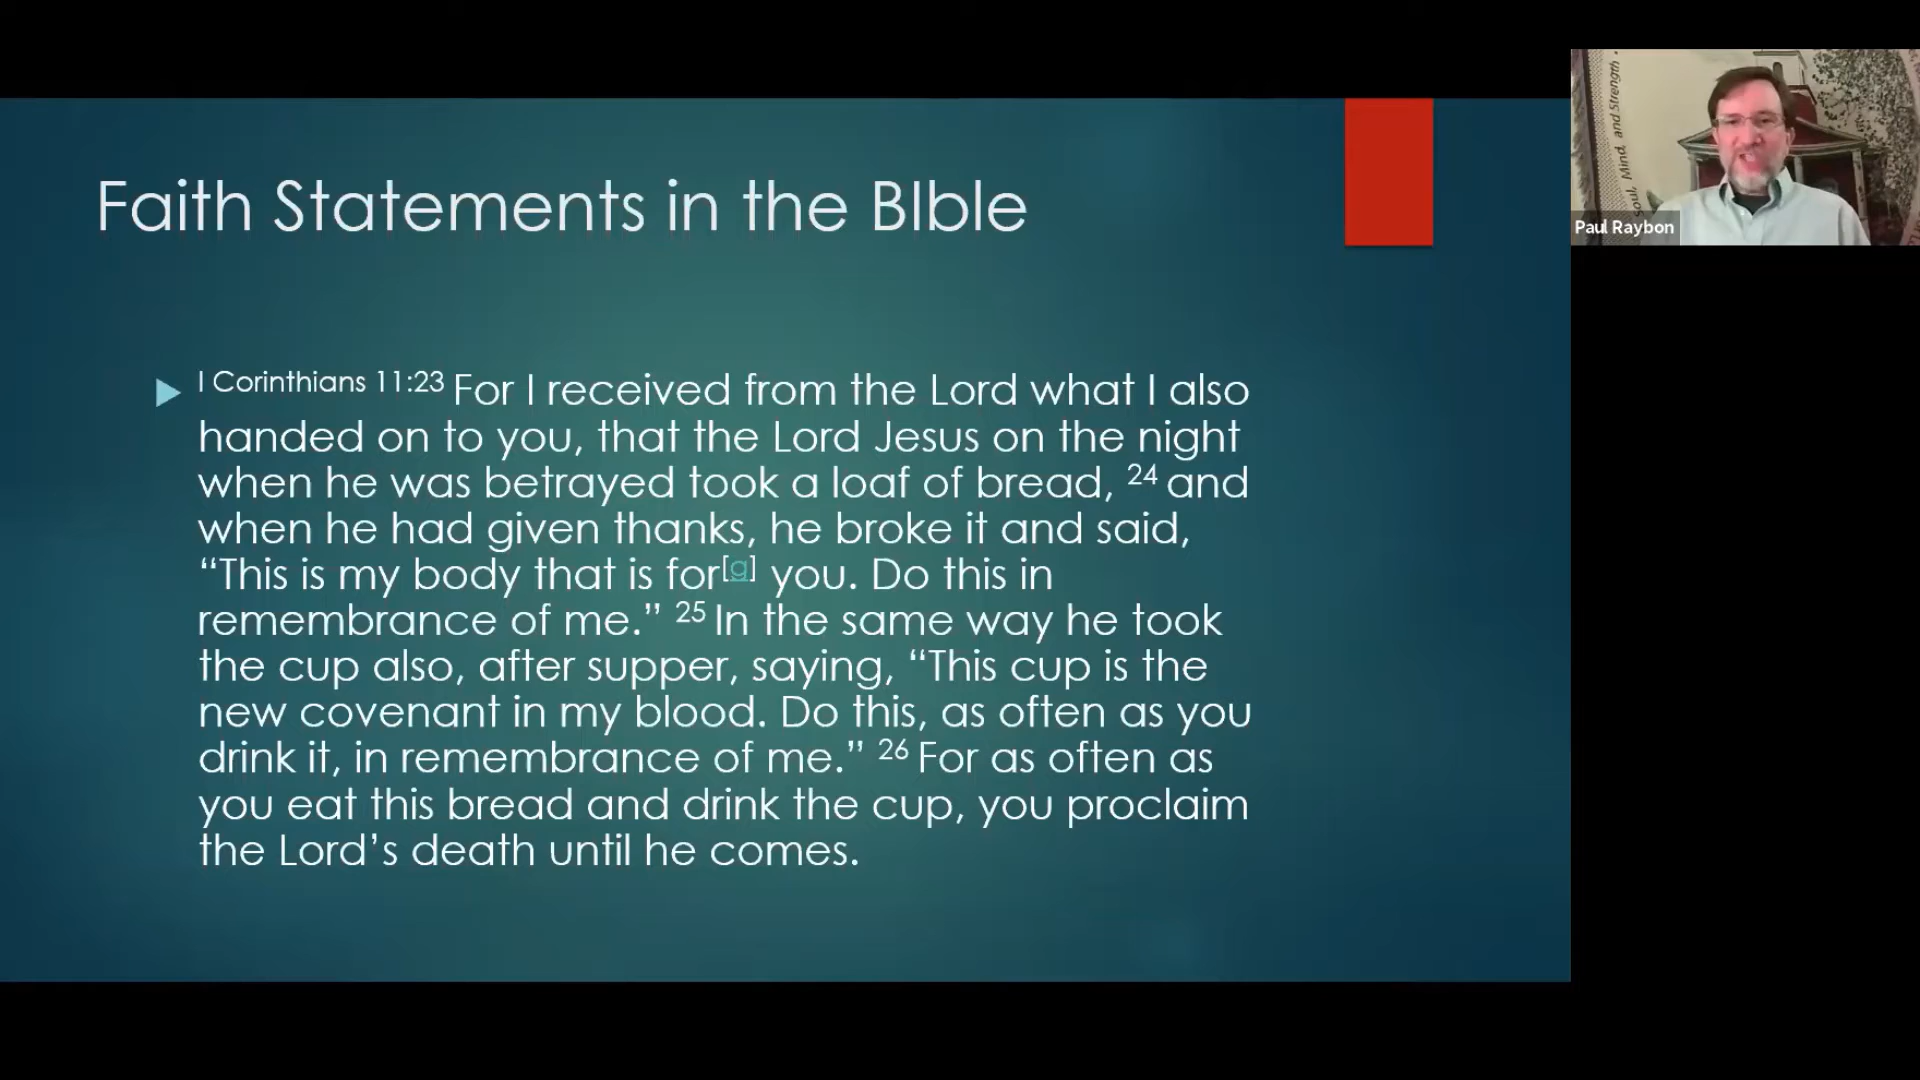 Faith Statements in the BIble
I Corinthians 11:23 For I received from the Lord what I also
handed on to you, that the Lord Jesus on the night
when he was betrayed took a loaf of bread, 24 and
when he had given thanks, he broke it and said,
“This is my body that is for[g] you. Do this in
remembrance of me.” 25 In the same way he took
the cup also, after supper, saying, “This cup is the
new covenant in my blood. Do this, as often as you
drink it, in remembrance of me.” 26 For as often as
you eat this bread and drink the cup, you proclaim
the Lord’s death until he comes.
Soul, Mind, and Strength
Paul Raybon